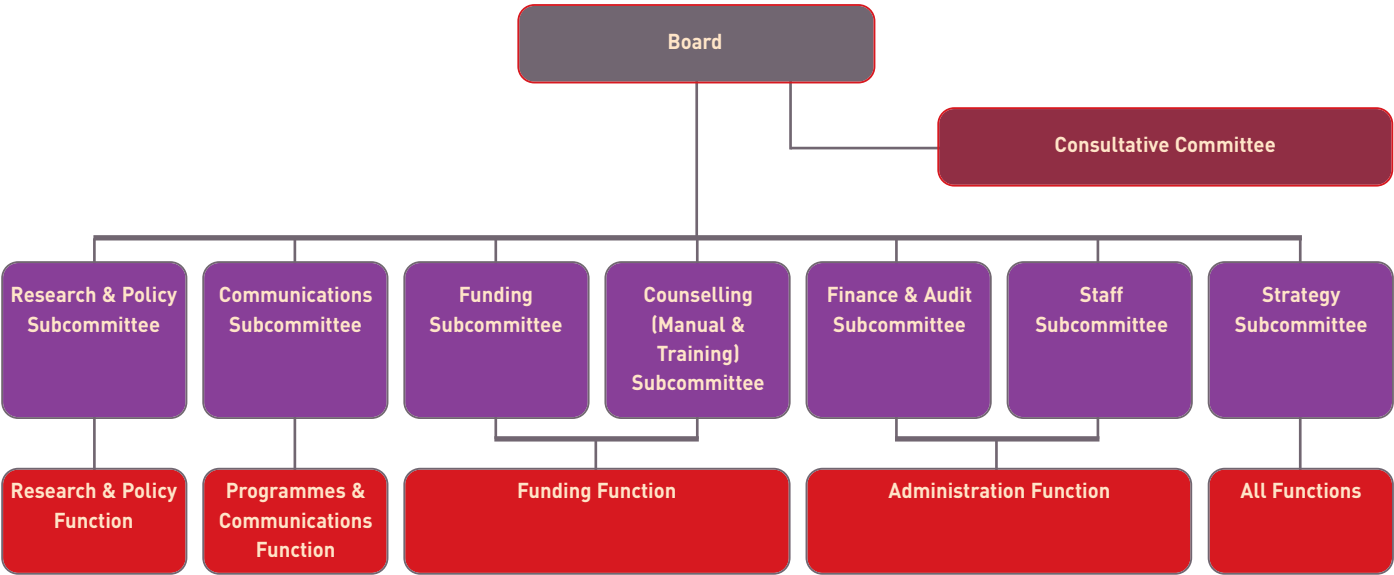 Board
Consultative Committee
Research & Policy
Subcommittee
Communications
Subcommittee
Funding
Subcommittee
Counselling
(Manual &
Training)
Subcommittee
Finance & Audit
Subcommittee
Staff
Subcommittee
Strategy
Subcommittee
Research & Policy
Function
Programmes &
Communications
Function
Funding Function
Administration Function
All Functions